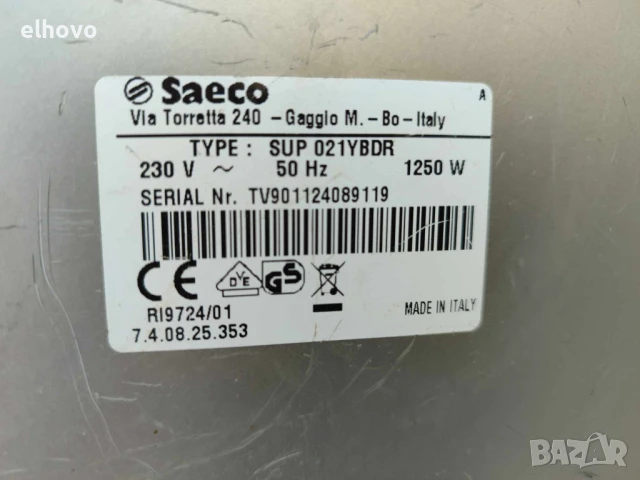 elhovo
Saeco
A
Via Torretta 240 - Gaggio M. - Bo - Italy
TYPE : SUP 021YBDR
230 V ~ 50 Hz 1250 W
SERIAL Nr. TV901124089119
CE DVE GS
RI9724/01
MADE IN ITALY
7.4.08.25.353
BAZAR